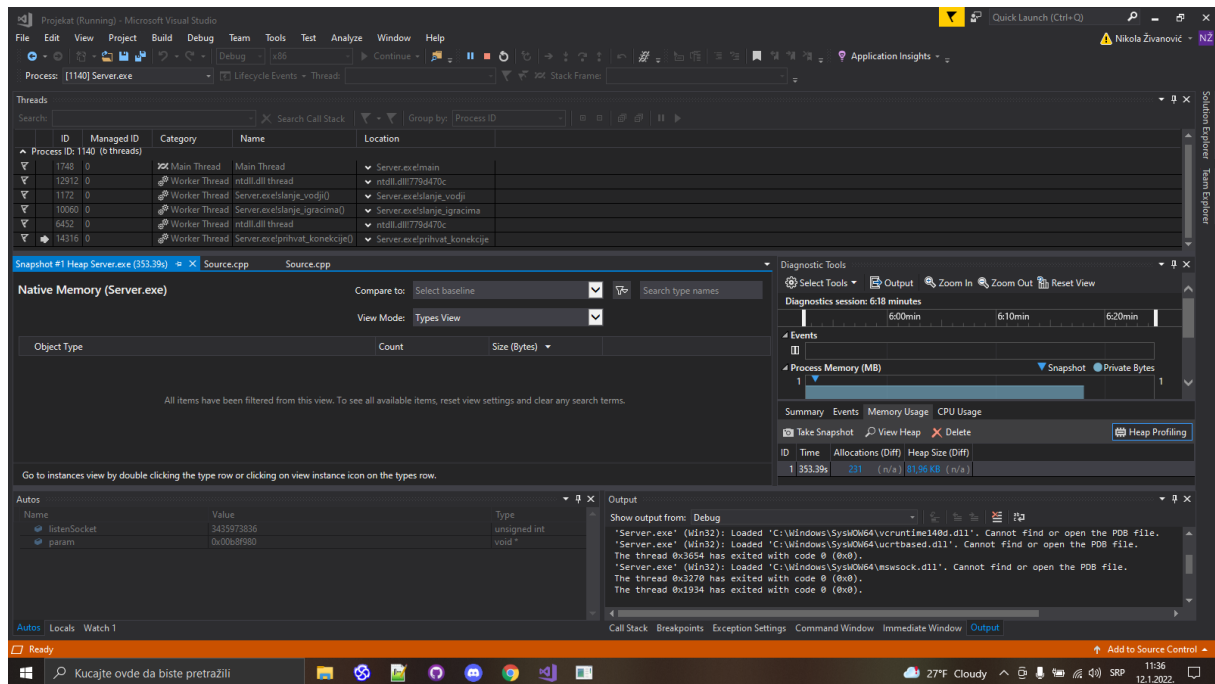 Projekat (Running) - Microsoft Visual Studio
Quick Launch (Ctrl+Q)
File Edit View Project Build Debug Team Tools Test Analyze Window Help
Nikola Živanović NŽ
Debug x86 Continue Application Insights
Process: [1140] Server.exe Lifecycle Events Thread: Stack Frame:
Threads
Search: Search Call Stack Group by: Process ID
ID Managed ID Category Name Location
Process ID: 1140 (6 threads)
1748 0 Main Thread Main Thread Server.exe!main
12912 0 Worker Thread ntdll.dll thread ntdll.dll!779d470c
1172 0 Worker Thread Server.exe!slanje_vodji() Server.exe!slanje_vodji
10060 0 Worker Thread Server.exe!slanje_igracima() Server.exe!slanje_igracima
6452 0 Worker Thread ntdll.dll thread ntdll.dll!779d470c
14316 0 Worker Thread Server.exe!prihvat_konekcije() Server.exe!prihvat_konekcije
Solution Explorer
Team Explorer
Snapshot #1 Heap Server.exe (353.39s) Source.cpp Source.cpp
Native Memory (Server.exe)
Compare to: Select baseline
Search type names
View Mode: Types View
Object Type Count Size (Bytes)
All items have been filtered from this view. To see all available items, reset view settings and clear any search terms.
Go to instances view by double clicking the type row or clicking on view instance icon on the types row.
Diagnostic Tools
Select Tools Output Zoom In Zoom Out Reset View
Diagnostics session: 6:18 minutes
6:00min 6:10min 6:20min
Events
Process Memory (MB) Snapshot Private Bytes
1 1
Summary Events Memory Usage CPU Usage
Take Snapshot View Heap Delete Heap Profiling
ID Time Allocations (Diff) Heap Size (Diff)
1 353.39s 231 (n/a) 81,96 KB (n/a)
Autos
Name Value Type
listenSocket 3435973836 unsigned int
param 0x00b8f980 void *
Autos Locals Watch 1
Output
Show output from: Debug
'Server.exe' (Win32): Loaded 'C:\Windows\SysWOW64\vcruntime140d.dll'. Cannot find or open the PDB file.
'Server.exe' (Win32): Loaded 'C:\Windows\SysWOW64\ucrtbased.dll'. Cannot find or open the PDB file.
The thread 0x3654 has exited with code 0 (0x0).
'Server.exe' (Win32): Loaded 'C:\Windows\SysWOW64\mswsock.dll'. Cannot find or open the PDB file.
The thread 0x3270 has exited with code 0 (0x0).
The thread 0x1934 has exited with code 0 (0x0).
Call Stack Breakpoints Exception Settings Command Window Immediate Window Output
Ready
Add to Source Control
Kucajte ovde da biste pretražili
27°F Cloudy SRP 11:36
12.1.2022.